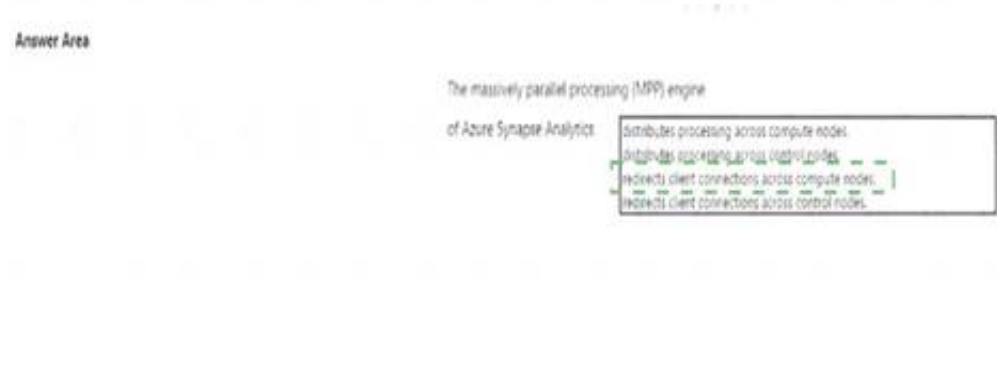 Answer Area
The massively parallel processing (MPP) engine
of Azure Synapse Analytics
distributes processing across compute nodes.
distributes processing across control nodes.
redirects client connections across compute nodes.
redirects client connections across control nodes.